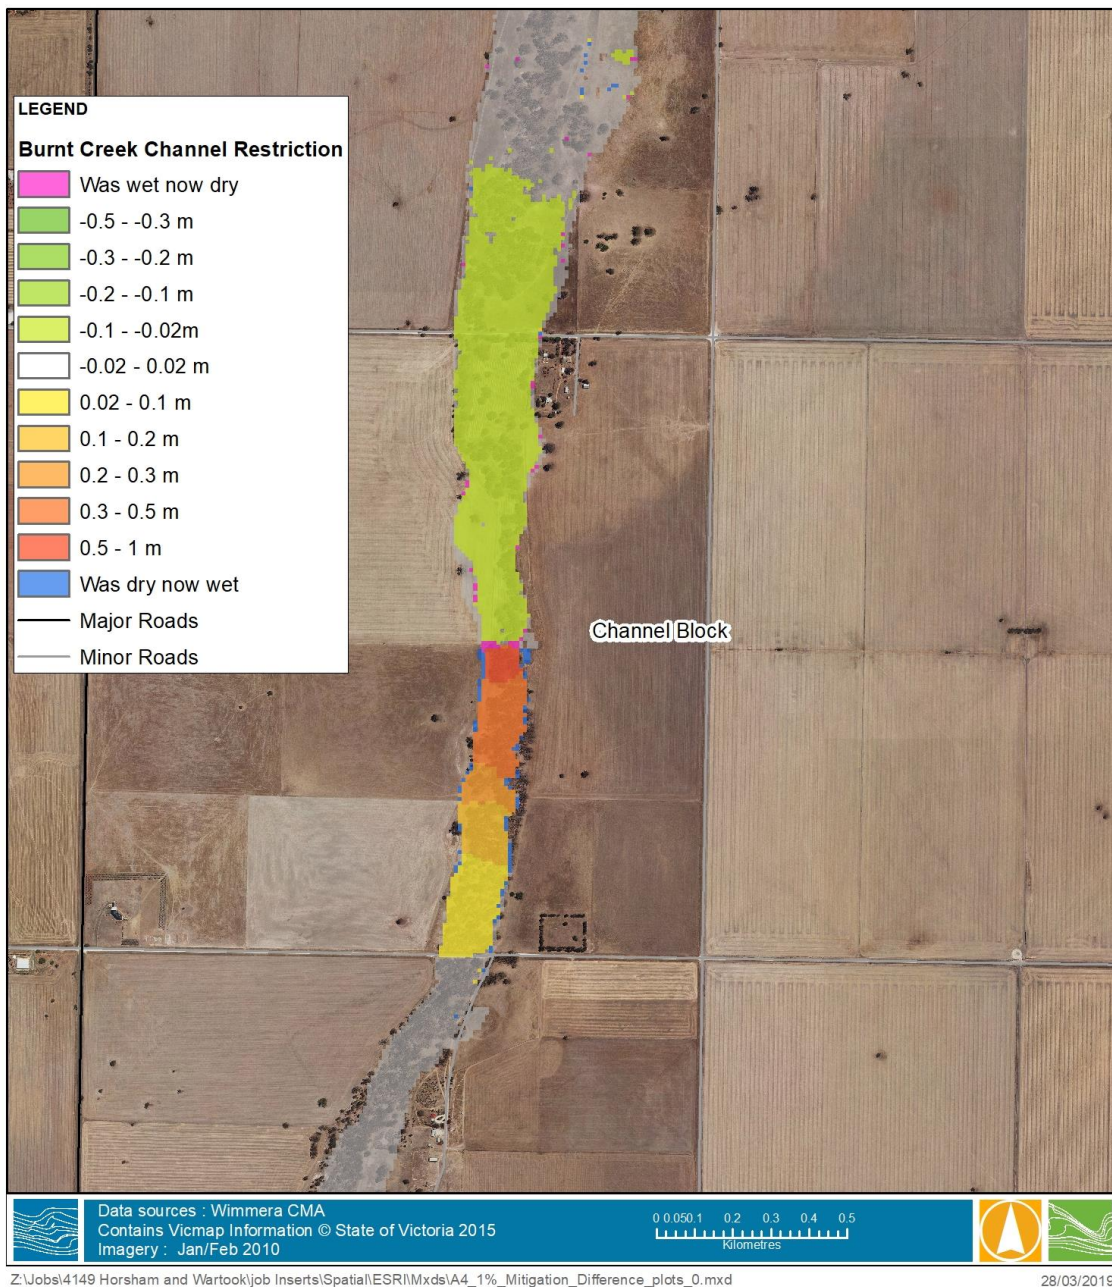 LEGEND
Burnt Creek Channel Restriction
Was wet now dry
-0.5 - -0.3 m
-0.3 - -0.2 m
-0.2 - -0.1 m
-0.1 - -0.02m
-0.02 - 0.02 m
0.02 - 0.1 m
0.1 - 0.2 m
0.2 - 0.3 m
0.3 - 0.5 m
0.5 - 1 m
Was dry now wet
Major Roads
Minor Roads
Channel Block
Data sources : Wimmera CMA
Contains Vicmap Information © State of Victoria 2015
Imagery : Jan/Feb 2010
0 0.050.1 0.2 0.3 0.4 0.5
Kilometres
Z:\Jobs\4149 Horsham and Wartook\job Inserts\Spatial\ESRI\Mxds\A4_1%_Mitigation_Difference_plots_0.mxd
28/03/2019